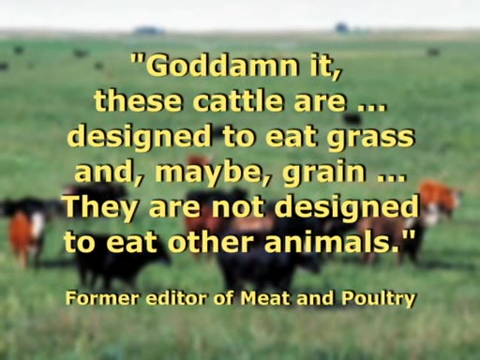 "Goddamn it,
these cattle are ...
designed to eat grass
and, maybe, grain ...
They are not designed
to eat other animals."
Former editor of Meat and Poultry